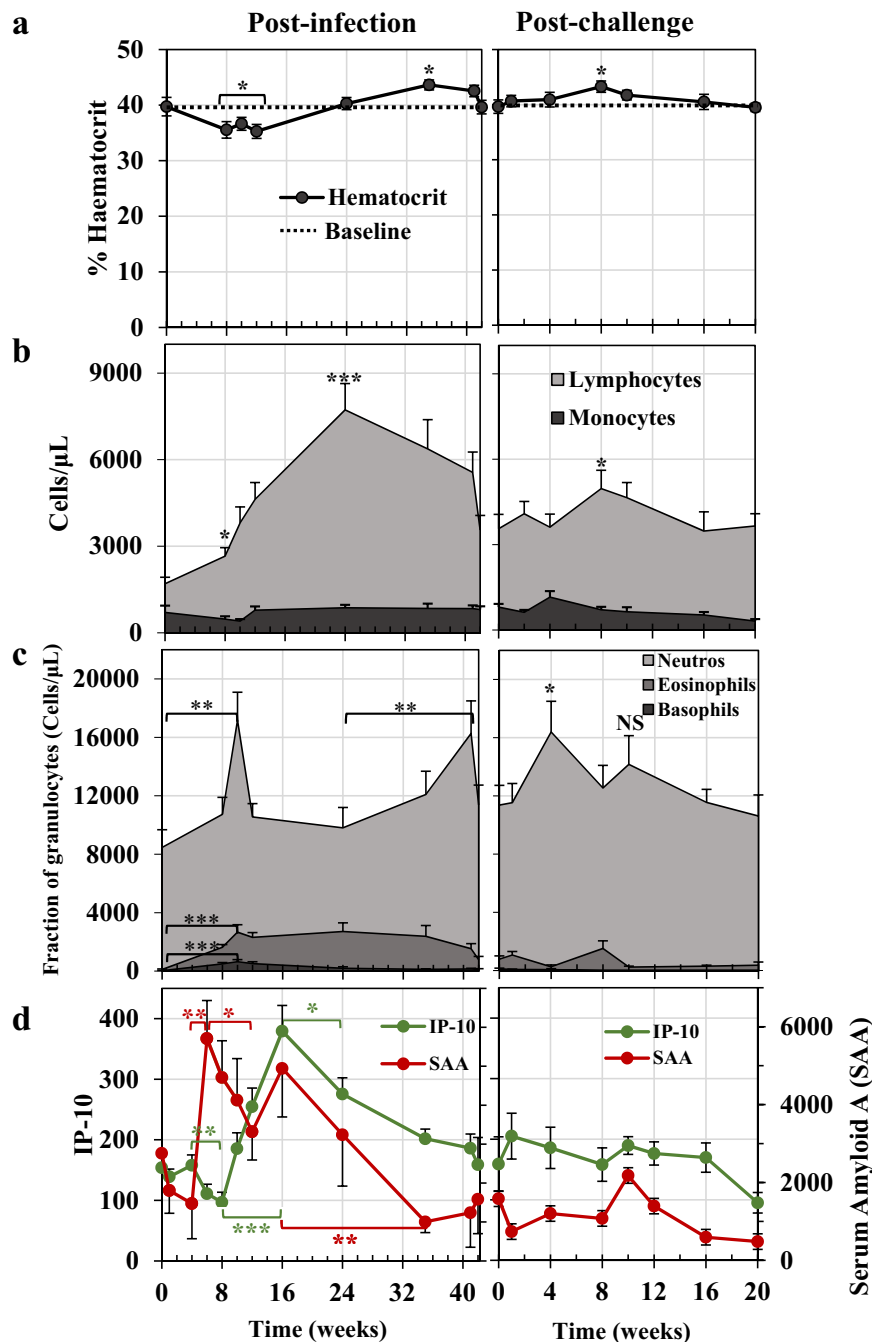 a
Post-infection
Post-challenge
% Haematocrit
50
40
30
20
10
0
*
*
*
Hematocrit
Baseline
b
Cells/µL
9000
6000
3000
0
*
***
*
Lymphocytes
Monocytes
c
Fraction of granulocytes (Cells/µL)
20000
16000
12000
8000
4000
0
**
**
***
***
*
NS
Neutros
Eosinophils
Basophils
d
IP-10
400
300
200
100
0
** *
*
**
***
**
IP-10
SAA
IP-10
SAA
6000
4000
2000
0
Serum Amyloid A (SAA)
0 8 16 24 32 40
0 4 8 12 16 20
Time (weeks)
Time (weeks)